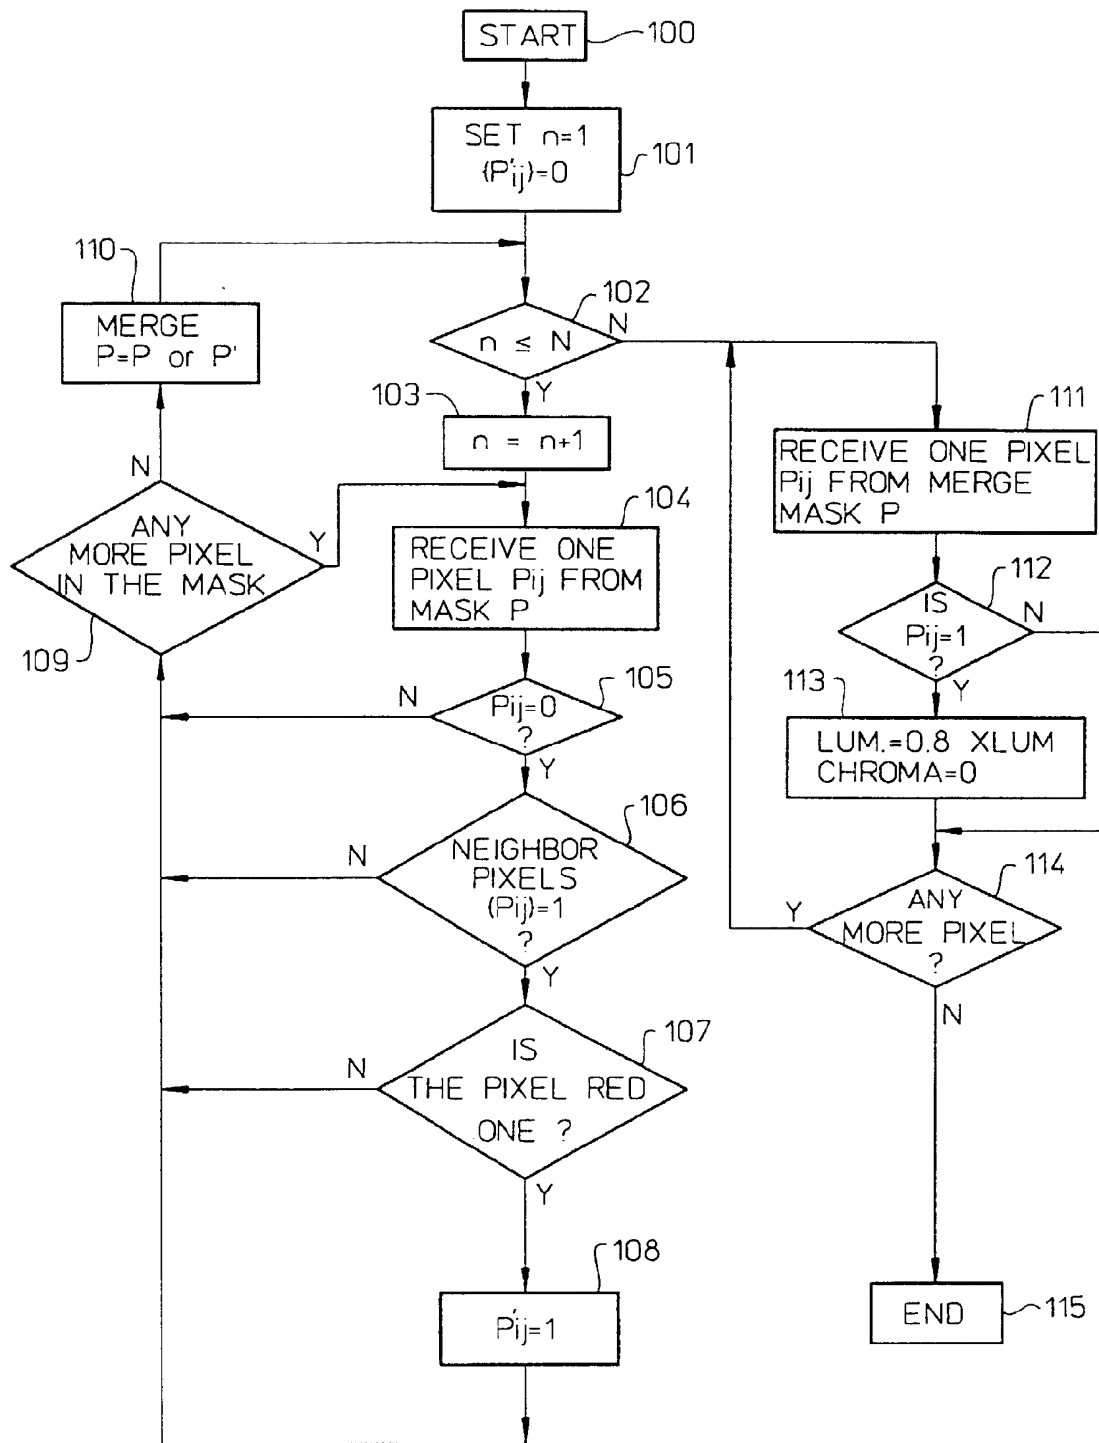 START
100
SET n=1
(P'ij)=0
101
110
MERGE
P=P or P'
102
n ≤ N
N
Y
103
n = n+1
N
ANY
MORE PIXEL
IN THE MASK
Y
109
104
RECEIVE ONE
PIXEL Pij FROM
MASK P
N
Pij=0
?
105
Y
N
NEIGHBOR
PIXELS
(Pij)=1
?
106
Y
N
IS
THE PIXEL RED
ONE ?
107
Y
108
P'ij=1
111
RECEIVE ONE PIXEL
Pij FROM MERGE
MASK P
112
IS
Pij=1
?
N
Y
113
LUM.=0.8 XLUM
CHROMA=0
114
Y
ANY
MORE PIXEL
?
N
END
115